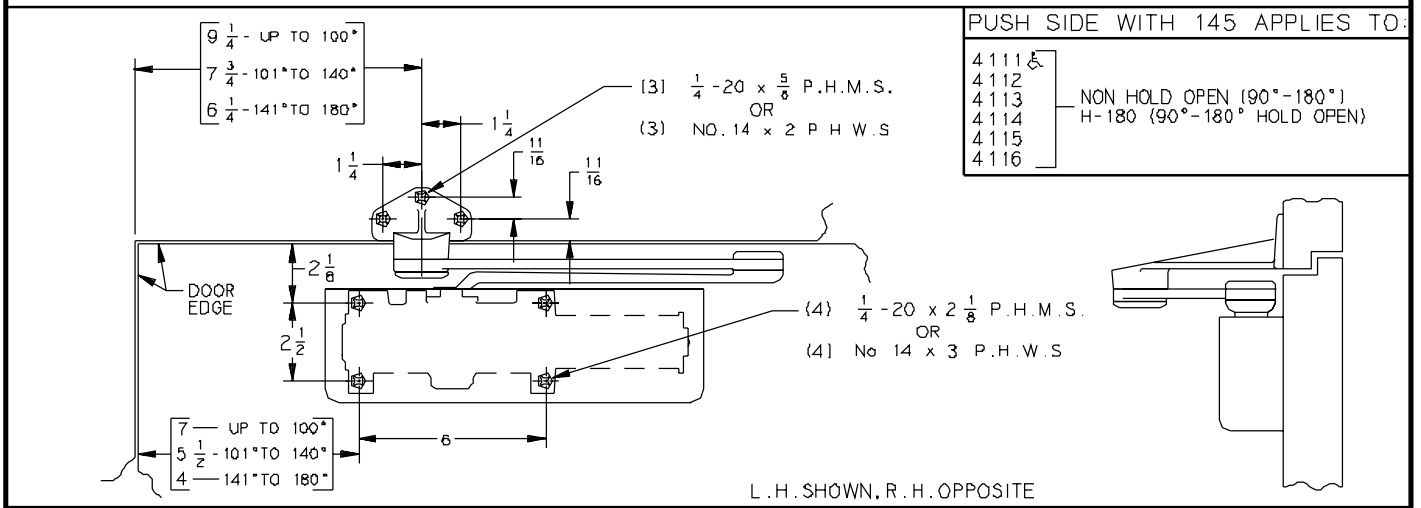 PUSH SIDE WITH 145 APPLIES TO:
4111
4112
4113
4114
4115
4116
NON HOLD OPEN (90°-180°)
H-180 (90°-180° HOLD OPEN)
9 1/4 - UP TO 100°
7 3/4 - 101° TO 140°
6 1/4 - 141° TO 180°
(3) 1/4 -20 x 5/8 P.H.M.S.
OR
(3) NO. 14 x 2 P H W.S
1 1/4
1 1/4
11/16
11/16
2 1/8
DOOR
EDGE
2 1/2
(4) 1/4 -20 x 2 1/8 P.H.M.S.
OR
(4) No 14 x 3 P.H.W.S
7 — UP TO 100°
5 1/2 - 101° TO 140°
4 — 141° TO 180°
6
L.H. SHOWN, R.H. OPPOSITE